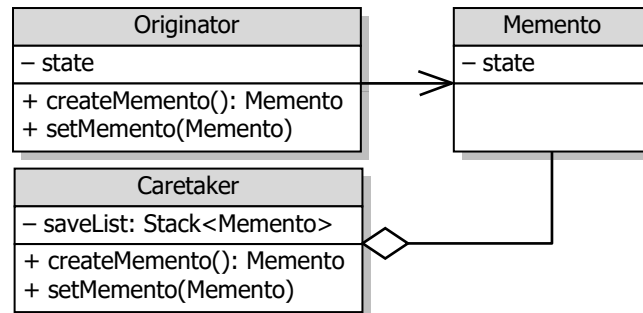 Originator
– state
+ createMemento(): Memento
+ setMemento(Memento)
Memento
– state
Caretaker
– saveList: Stack<Memento>
+ createMemento(): Memento
+ setMemento(Memento)